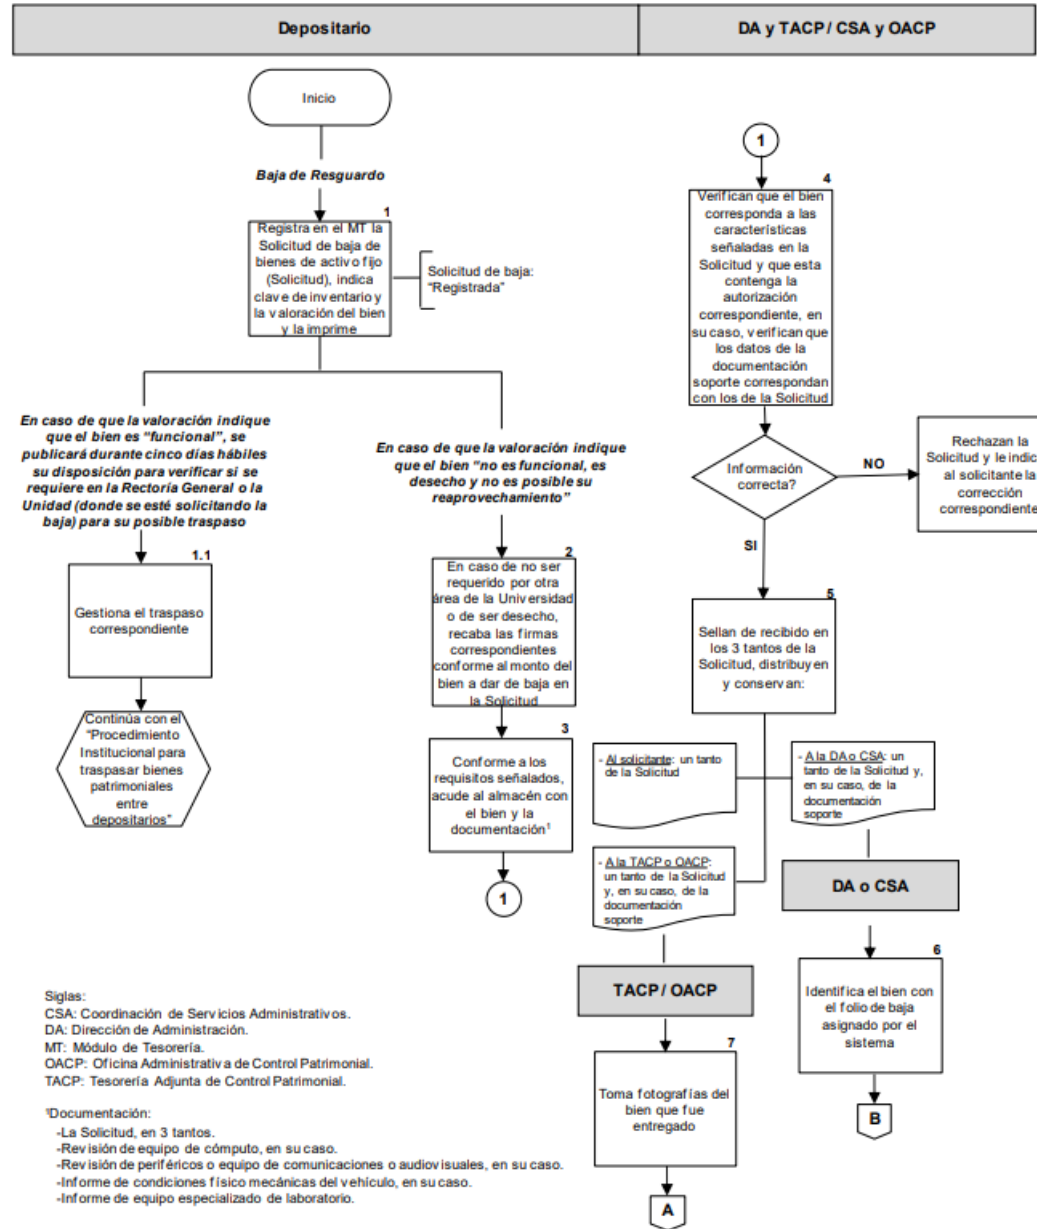 Depositario
DA y TACP/ CSA y OACP
Inicio
Baja de Resguardo
1
Registra en el MT la
Solicitud de baja de
bienes de activo fijo
(Solicitud), indica
clave de inventario y
la valoración del bien
y la imprime
Solicitud de baja:
“Registrada”
En caso de que la valoración indique
que el bien es “funcional”, se
publicará durante cinco días hábiles
su disposición para verificar si se
requiere en la Rectoría General o la
Unidad (donde se esté solicitando la
baja) para su posible traspaso
1.1
Gestiona el traspaso
correspondiente
Continúa con el
“Procedimiento
Institucional para
traspasar bienes
patrimoniales
entre
depositarios”
En caso de que la valoración indique
que el bien “no es funcional, es
desecho y no es posible su
reaprovechamiento”
2
En caso de no ser
requerido por otra
área de la Universidad
o de ser desecho,
recaba las firmas
correspondientes
conforme al monto del
bien a dar de baja en
la Solicitud
3
Conforme a los
requisitos señalados,
acude al almacén con
el bien y la
documentación¹
1
1
4
Verifican que el bien
corresponda a las
características
señaladas en la
Solicitud y que esta
contenga la
autorización
correspondiente, en
su caso, verifican que
los datos de la
documentación
soporte correspondan
con los de la Solicitud
Información
correcta?
NO
Rechazan la
Solicitud y le indic
al solicitante la
corrección
correspondiente
SI
5
Sellan de recibido en
los 3 tantos de la
Solicitud, distribuyen
y conservan:
- Al solicitante: un tanto
de la Solicitud
- A la DA o CSA: un
tanto de la Solicitud y,
en su caso, de la
documentación
soporte
- A la TACP o OACP:
un tanto de la Solicitud
y, en su caso, de la
documentación
soporte
DA o CSA
6
Identifica el bien con
el folio de baja
asignado por el
sistema
B
TACP/ OACP
7
Toma fotografías del
bien que fue
entregado
A
Siglas:
CSA: Coordinación de Servicios Administrativos.
DA: Dirección de Administración.
MT: Módulo de Tesorería.
OACP: Oficina Administrativa de Control Patrimonial.
TACP: Tesorería Adjunta de Control Patrimonial.
¹Documentación:
-La Solicitud, en 3 tantos.
-Revisión de equipo de cómputo, en su caso.
-Revisión de periféricos o equipo de comunicaciones o audiovisuales, en su caso.
-Informe de condiciones físico mecánicas del vehículo, en su caso.
-Informe de equipo especializado de laboratorio.